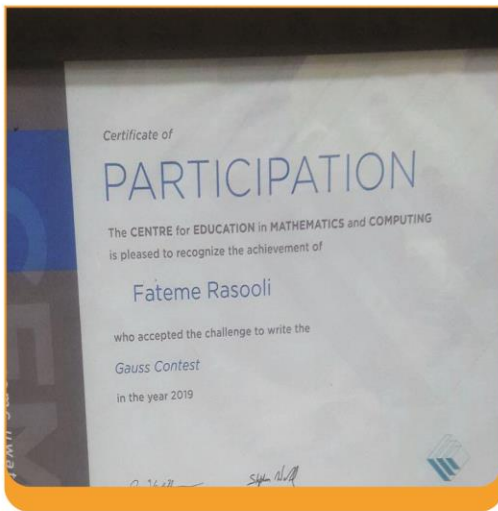 Certificate of
PARTICIPATION
The CENTRE for EDUCATION in MATHEMATICS and COMPUTING
is pleased to recognize the achievement of
Fateme Rasooli
who accepted the challenge to write the
Gauss Contest
in the year 2019
CEM